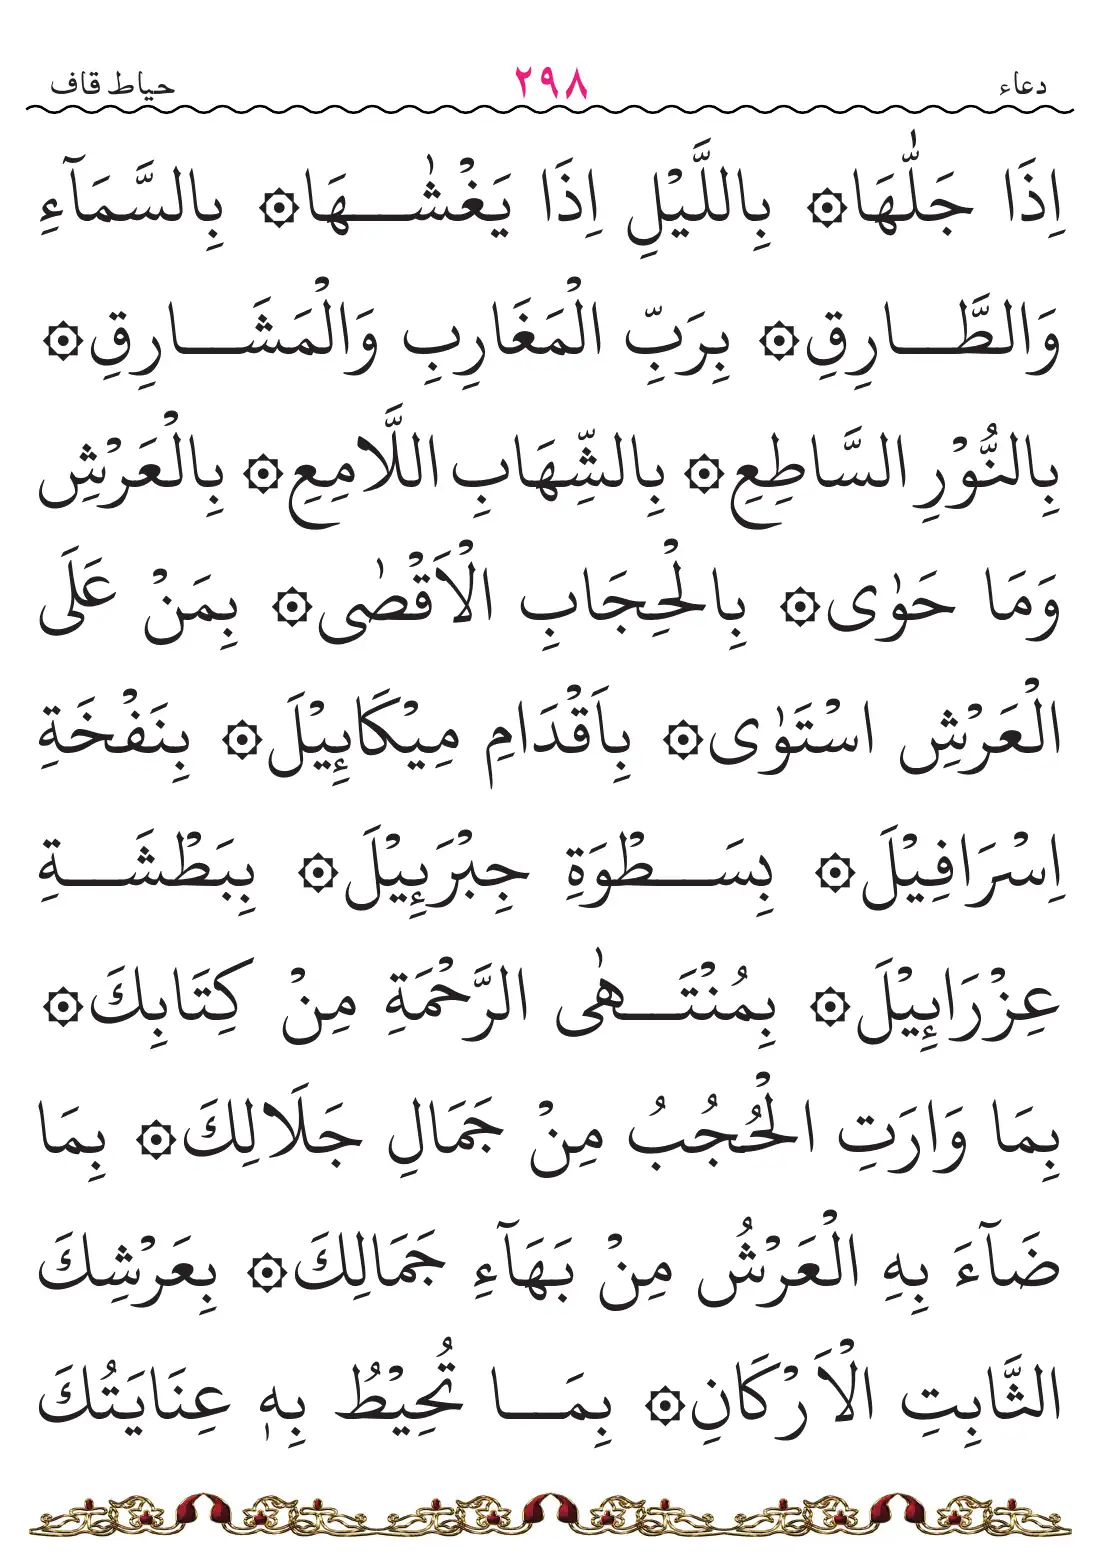 دعاء ٢٩٨ حياط قاف
اِذَا جَلّٰهَا۞ بِاللَّيْلِ اِذَا يَغْشٰـــهَا۞ بِالسَّمَآءِ
وَالطَّـــارِقِ۞ بِرَبِّ الْمَغَارِبِ وَالْمَشَـــارِقِ۞
بِالنُّوْرِ السَّاطِعِ۞ بِالشِّهَابِ اللَّامِعِ۞ بِالْعَرْشِ
وَمَا حَوٰى۞ بِالْحِجَابِ الْاَقْصٰى۞ بِمَنْ عَلَى
الْعَرْشِ اسْتَوٰى۞ بِاَقْدَامِ مِيْكَاۤئِيْلَ۞ بِنَفْخَةِ
اِسْرَافِيْلَ۞ بِسَـــطْوَةِ جِبْرَئِيْلَ۞ بِبَطْشَـــةِ
عِزْرَائِيْلَ۞ بِمُنْتَـــهٰى الرَّحْمَةِ مِنْ كِتَابِكَ۞
بِمَا وَارَتِ الْحُجُبُ مِنْ جَمَالِ جَلَالِكَ۞ بِمَا
ضَآءَ بِهِ الْعَرْشُ مِنْ بَهَآءِ جَمَالِكَ۞ بِعَرْشِكَ
الثَّابِتِ الْاَرْكَانِ۞ بِمَـــا تُحِيْطُ بِهٖ عِنَايَتُكَ